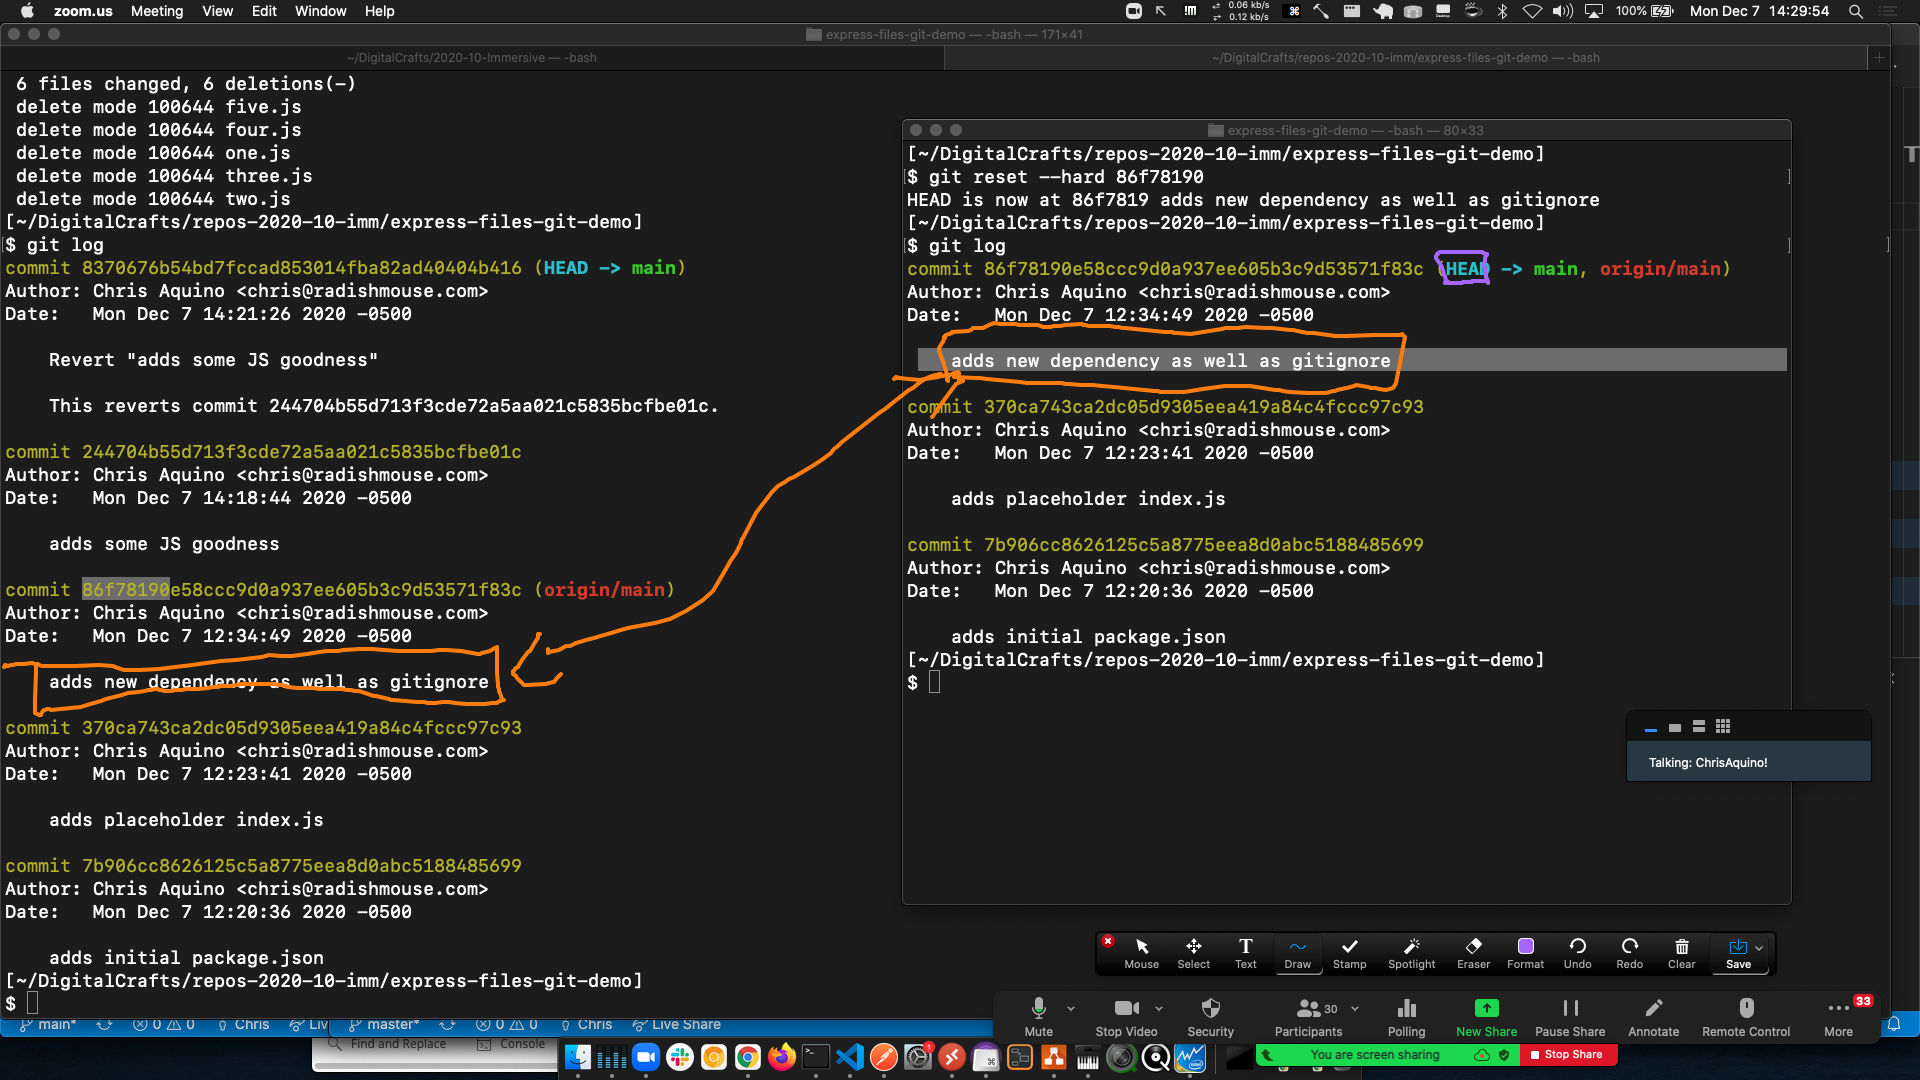 zoom.us Meeting View Edit Window Help
0.06 kb/s
0.12 kb/s
100% Mon Dec 7 14:29:54
express-files-git-demo — -bash — 171×41
~/DigitalCrafts/2020-10-Immersive — -bash
~/DigitalCrafts/repos-2020-10-imm/express-files-git-demo — -bash
6 files changed, 6 deletions(-)
delete mode 100644 five.js
delete mode 100644 four.js
delete mode 100644 one.js
delete mode 100644 three.js
delete mode 100644 two.js
[~/DigitalCrafts/repos-2020-10-imm/express-files-git-demo]
$ git log
commit 8370676b54bd7fccad853014fba82ad40404b416 (HEAD -> main)
Author: Chris Aquino <chris@radishmouse.com>
Date:   Mon Dec 7 14:21:26 2020 -0500
Revert "adds some JS goodness"
This reverts commit 244704b55d713f3cde72a5aa021c5835bcfbe01c.
commit 244704b55d713f3cde72a5aa021c5835bcfbe01c
Author: Chris Aquino <chris@radishmouse.com>
Date:   Mon Dec 7 14:18:44 2020 -0500
adds some JS goodness
commit 86f78190e58ccc9d0a937ee605b3c9d53571f83c (origin/main)
Author: Chris Aquino <chris@radishmouse.com>
Date:   Mon Dec 7 12:34:49 2020 -0500
adds new dependency as well as gitignore
commit 370ca743ca2dc05d9305eea419a84c4fccc97c93
Author: Chris Aquino <chris@radishmouse.com>
Date:   Mon Dec 7 12:23:41 2020 -0500
adds placeholder index.js
commit 7b906cc8626125c5a8775eea8d0abc5188485699
Author: Chris Aquino <chris@radishmouse.com>
Date:   Mon Dec 7 12:20:36 2020 -0500
adds initial package.json
[~/DigitalCrafts/repos-2020-10-imm/express-files-git-demo]
$
express-files-git-demo — -bash — 80×33
[~/DigitalCrafts/repos-2020-10-imm/express-files-git-demo]
$ git reset --hard 86f78190
HEAD is now at 86f7819 adds new dependency as well as gitignore
[~/DigitalCrafts/repos-2020-10-imm/express-files-git-demo]
$ git log
commit 86f78190e58ccc9d0a937ee605b3c9d53571f83c (HEAD -> main, origin/main)
Author: Chris Aquino <chris@radishmouse.com>
Date:   Mon Dec 7 12:34:49 2020 -0500
adds new dependency as well as gitignore
commit 370ca743ca2dc05d9305eea419a84c4fccc97c93
Author: Chris Aquino <chris@radishmouse.com>
Date:   Mon Dec 7 12:23:41 2020 -0500
adds placeholder index.js
commit 7b906cc8626125c5a8775eea8d0abc5188485699
Author: Chris Aquino <chris@radishmouse.com>
Date:   Mon Dec 7 12:20:36 2020 -0500
adds initial package.json
[~/DigitalCrafts/repos-2020-10-imm/express-files-git-demo]
$
Talking: ChrisAquino!
Mouse Select Text Draw Stamp Spotlight Eraser Format Undo Redo Clear Save
30
33
Mute Stop Video Security Participants Polling New Share Pause Share Annotate Remote Control More
main* 0 0 Chris Liv master* 0 0 Chris Live Share
Find and Replace Console
You are screen sharing Stop Share